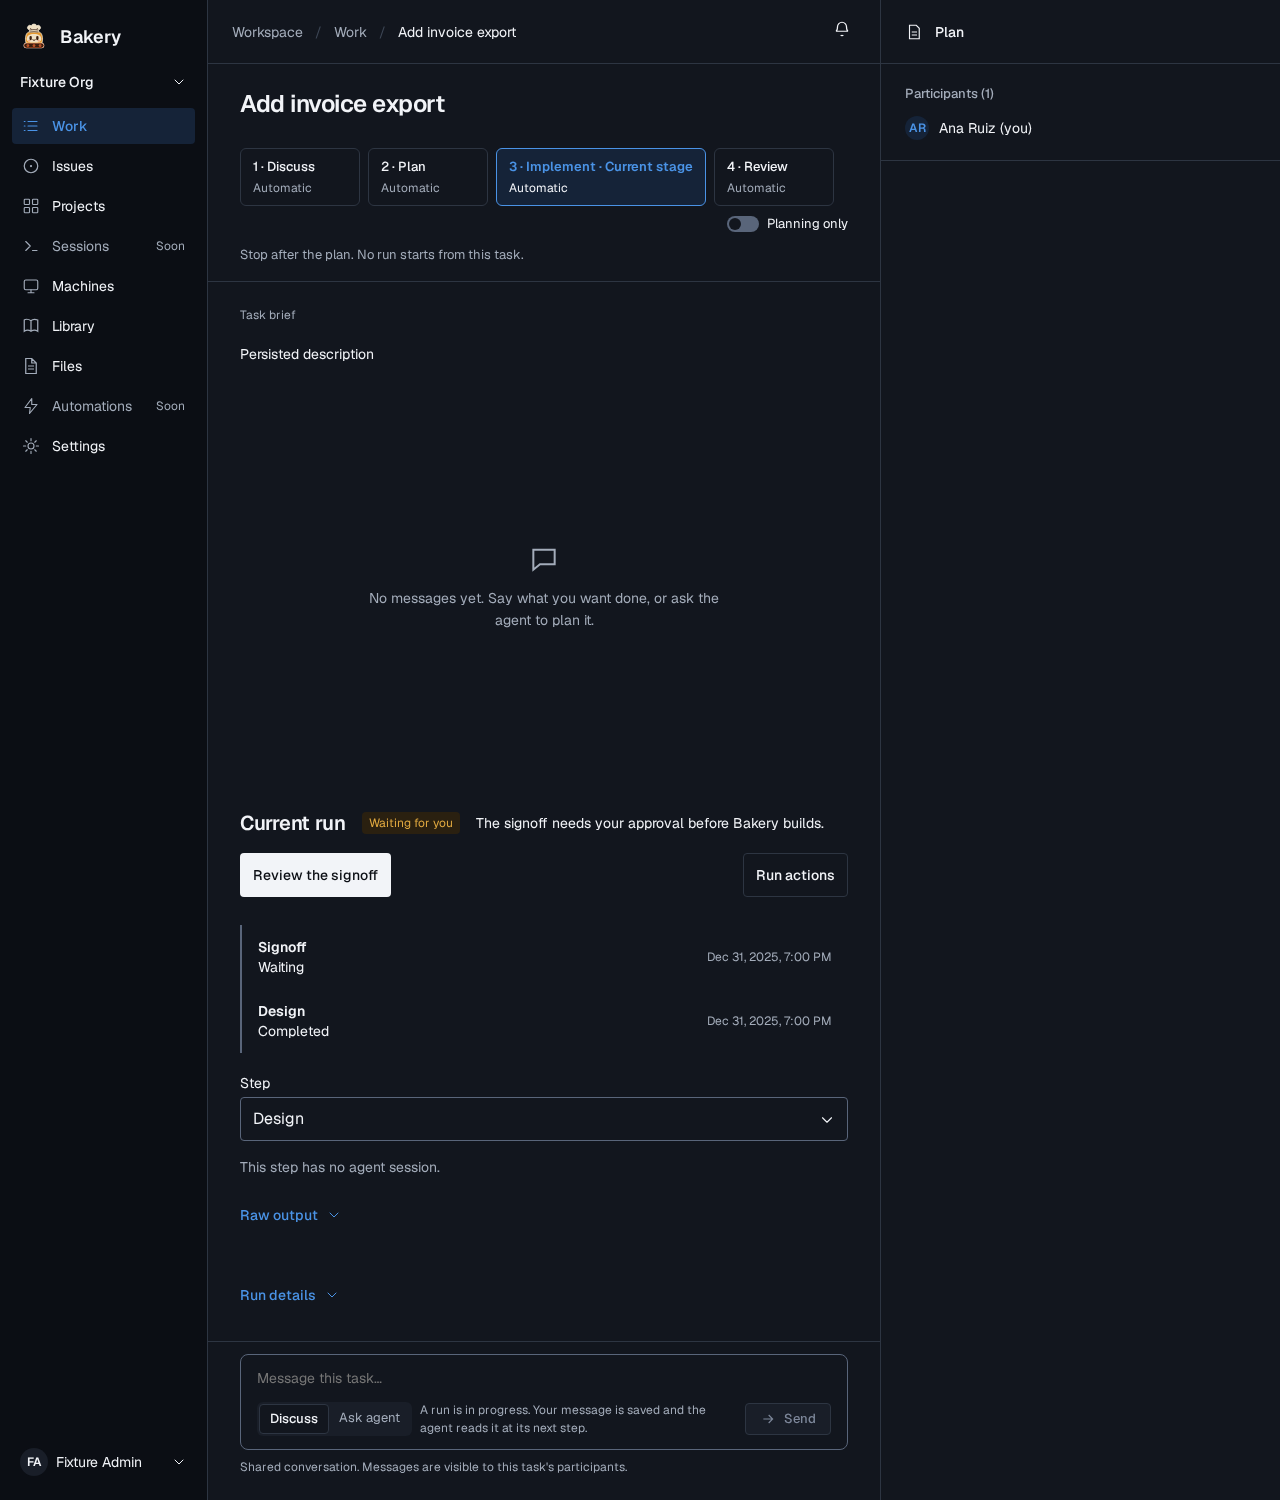 Bakery
Fixture Org
Work
Issues
Projects
Sessions Soon
Machines
Library
Files
Automations Soon
Settings
FA Fixture Admin
Workspace / Work / Add invoice export
Add invoice export
1 · Discuss
Automatic
2 · Plan
Automatic
3 · Implement · Current stage
Automatic
4 · Review
Automatic
Planning only
Stop after the plan. No run starts from this task.
Task brief
Persisted description
No messages yet. Say what you want done, or ask the
agent to plan it.
Current run Waiting for you The signoff needs your approval before Bakery builds.
Review the signoff Run actions
Signoff
Waiting
Dec 31, 2025, 7:00 PM
Design
Completed
Dec 31, 2025, 7:00 PM
Step
Design
This step has no agent session.
Raw output
Run details
Message this task...
Discuss Ask agent
A run is in progress. Your message is saved and the
agent reads it at its next step.
Send
Shared conversation. Messages are visible to this task's participants.
Plan
Participants (1)
AR Ana Ruiz (you)